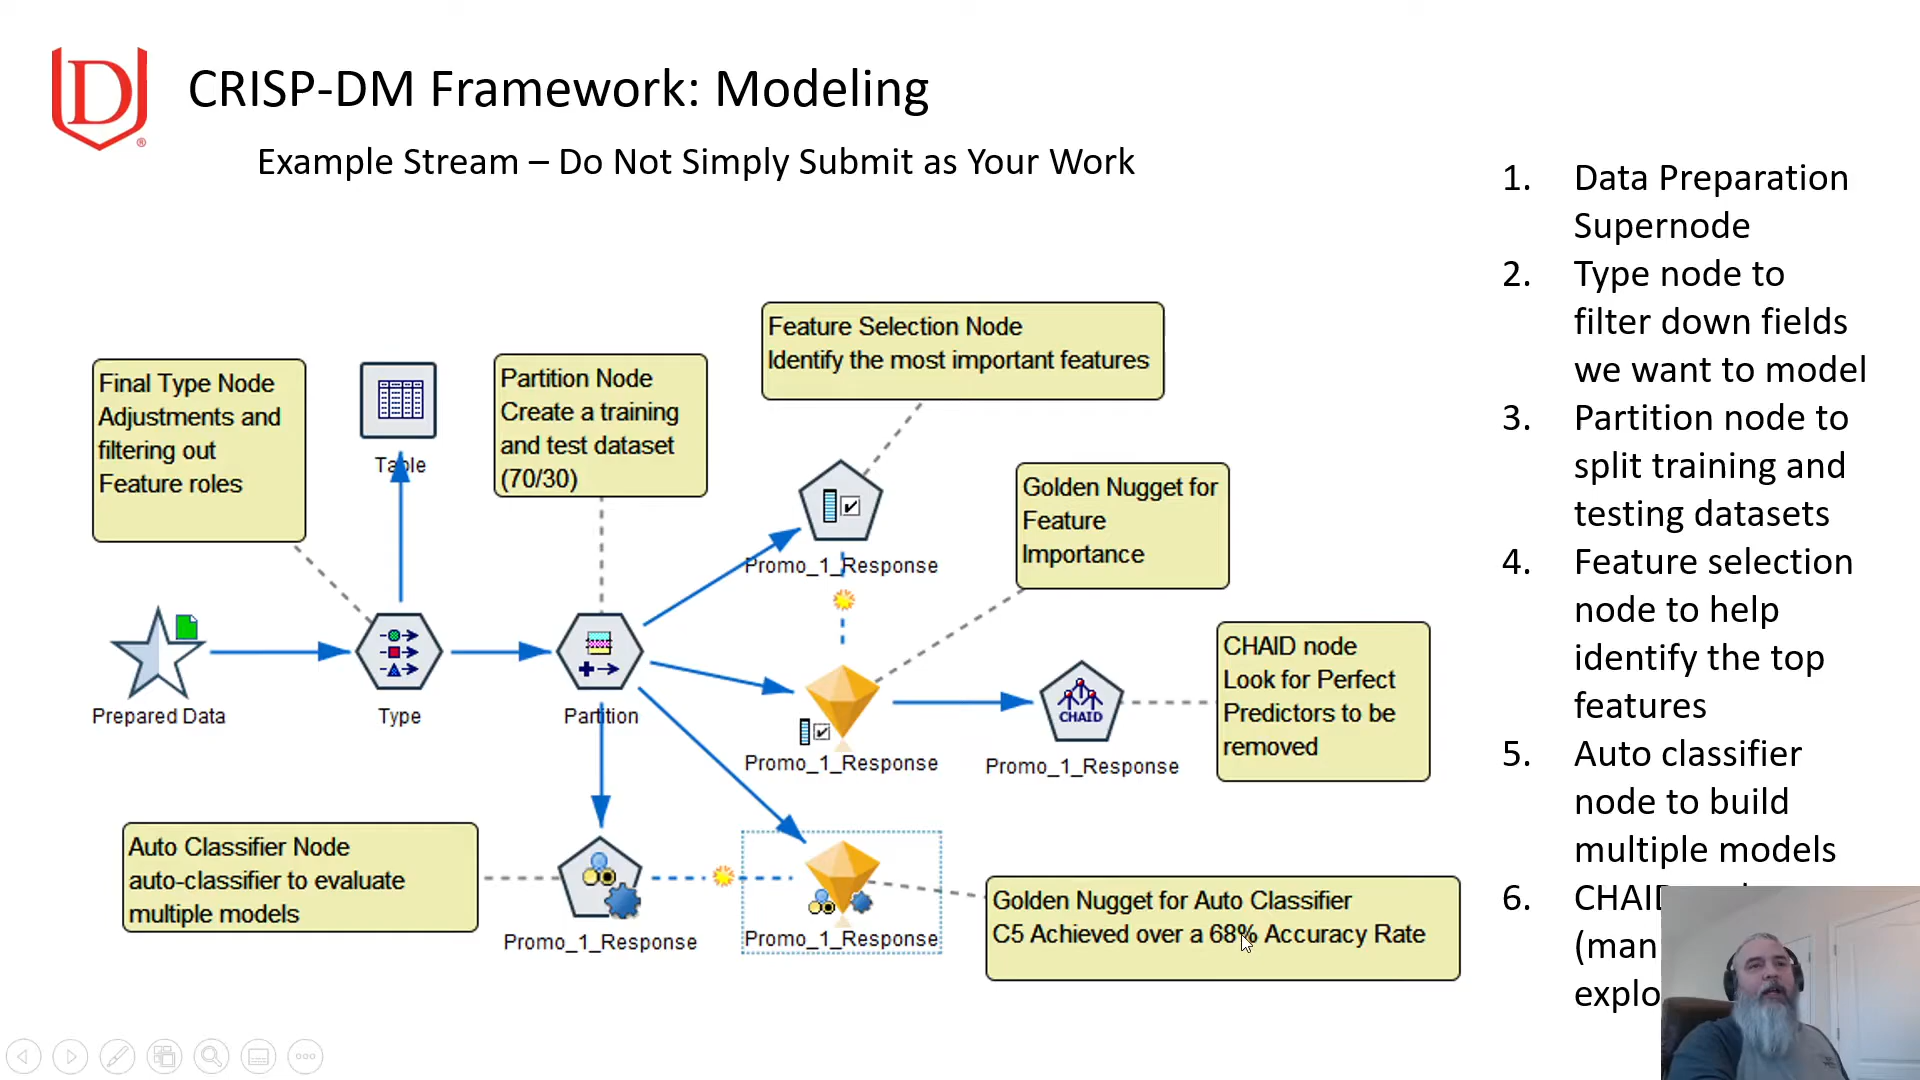 D
®
CRISP-DM Framework: Modeling
Example Stream – Do Not Simply Submit as Your Work
1. Data Preparation
Supernode
2. Type node to
filter down fields
we want to model
3. Partition node to
split training and
testing datasets
4. Feature selection
node to help
identify the top
features
5. Auto classifier
node to build
multiple models
6. CHAID
(man
explo
Final Type Node
Adjustments and
filtering out
Feature roles
Table
Partition Node
Create a training
and test dataset
(70/30)
Feature Selection Node
Identify the most important features
Promo_1_Response
Golden Nugget for
Feature
Importance
Prepared Data
Type
Partition
Promo_1_Response
CHAID
Promo_1_Response
CHAID node
Look for Perfect
Predictors to be
removed
Auto Classifier Node
auto-classifier to evaluate
multiple models
Promo_1_Response
Promo_1_Response
Golden Nugget for Auto Classifier
C5 Achieved over a 68% Accuracy Rate